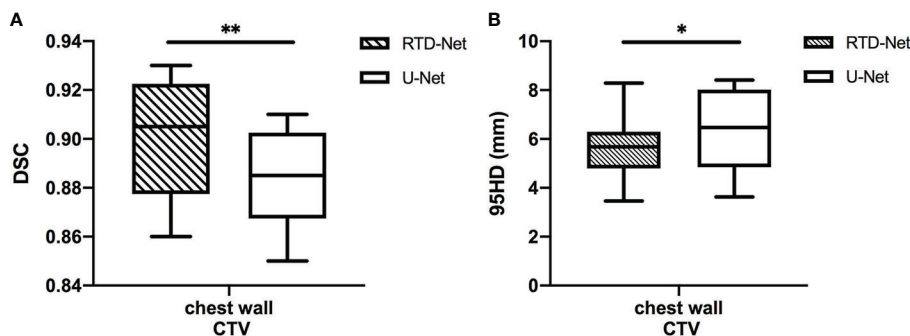 A
**
0.94
0.92
0.90
0.88
0.86
0.84
DSC
chest wall
CTV
RTD-Net
U-Net
B
*
10
8
6
4
2
0
95HD (mm)
chest wall
CTV
RTD-Net
U-Net